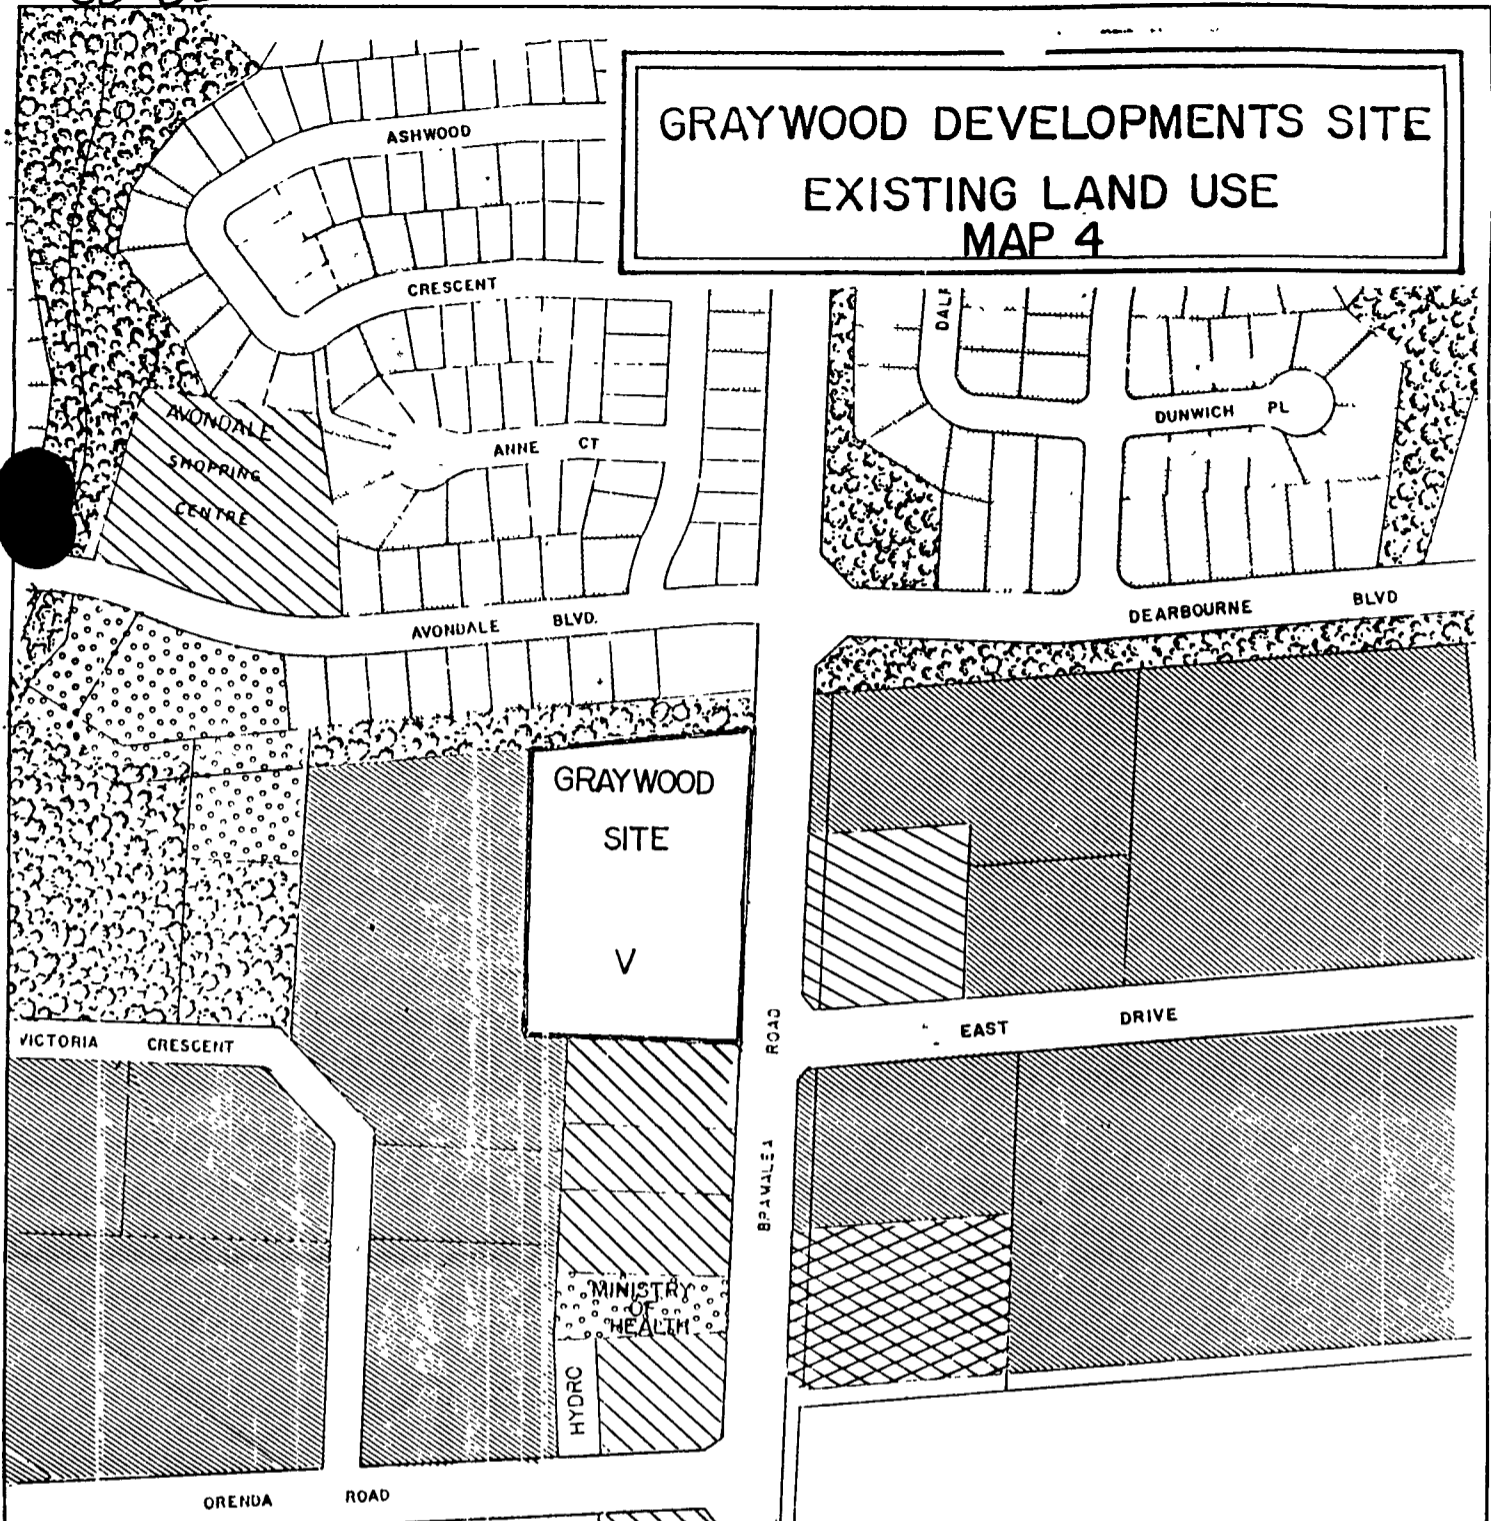 GRAYWOOD DEVELOPMENTS SITE
EXISTING LAND USE
MAP 4
ASHWOOD
CRESCENT
AVONDALE
SHOPPING
CENTRE
ANNE CT
DUNWICH PL
AVONDALE BLVD.
DEARBOURNE BLVD
GRAYWOOD
SITE
V
VICTORIA CRESCENT
EAST DRIVE
BRAMALEA ROAD
MINISTRY
OF
HEALTH
HYDRO
ORENDA ROAD